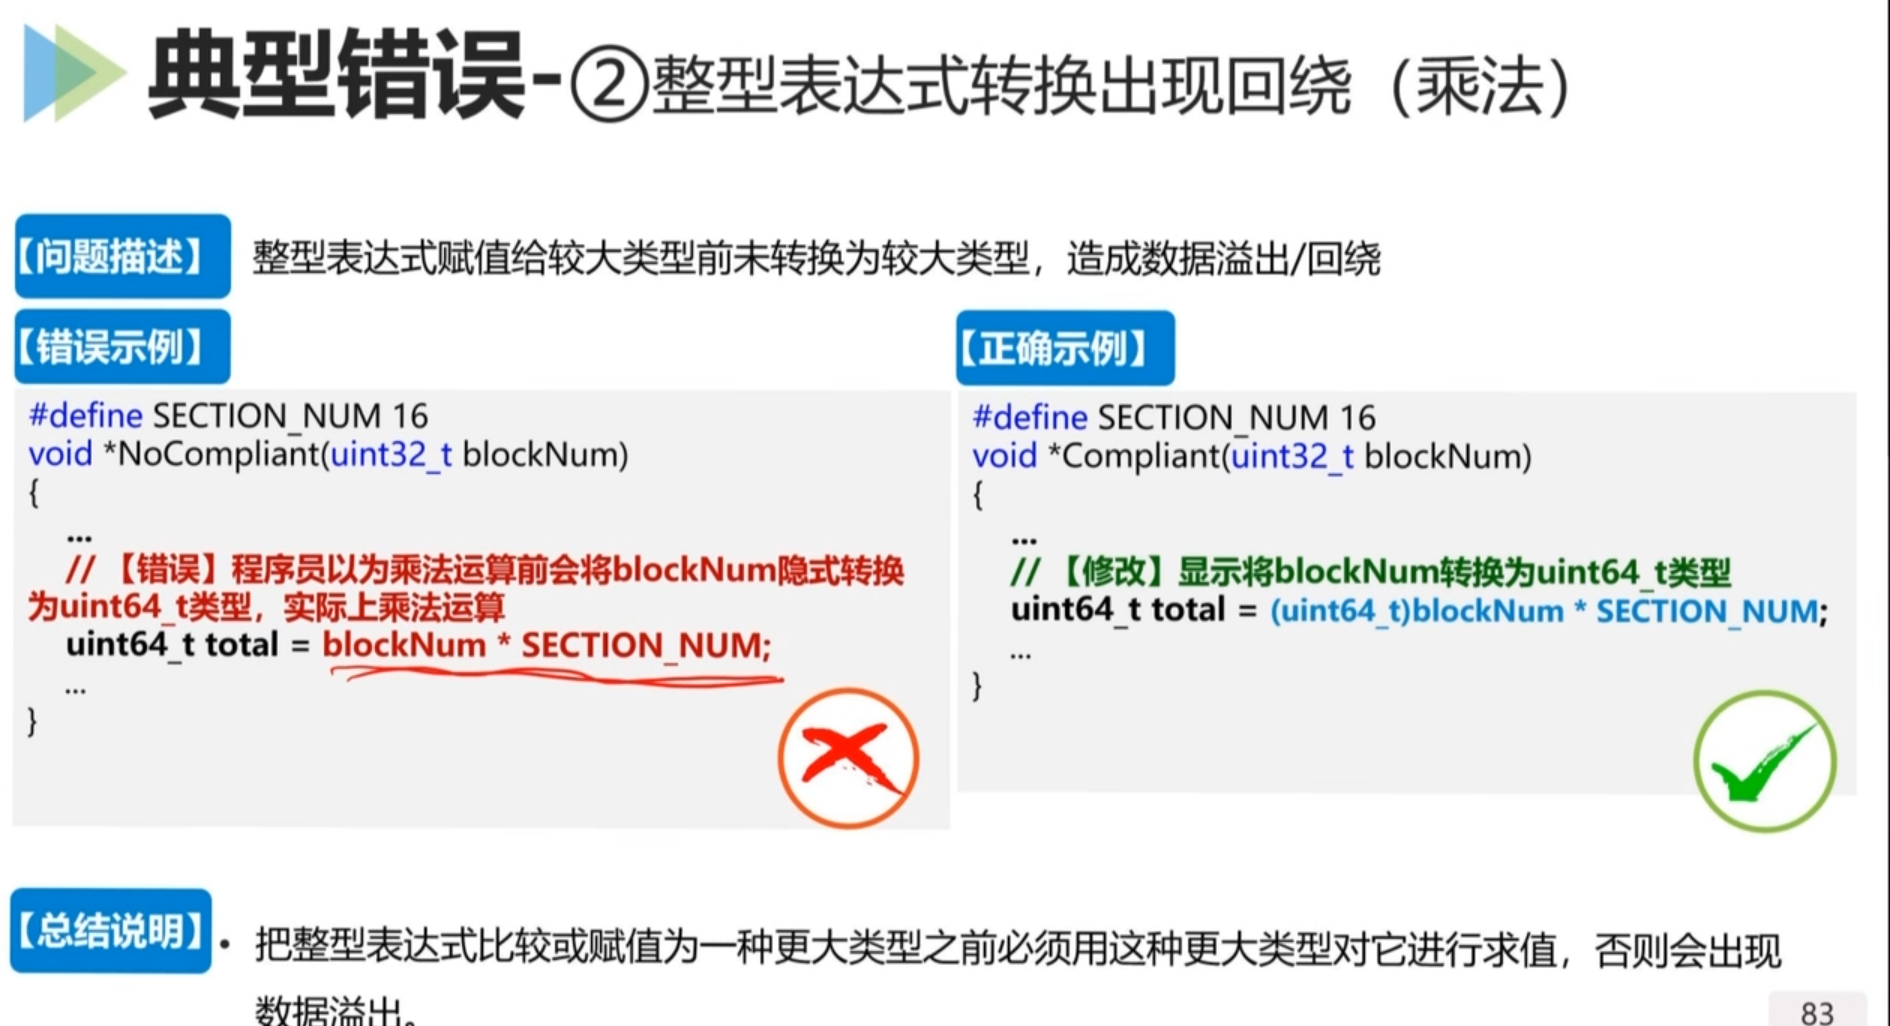 典型错误-②整型表达式转换出现回绕（乘法）
【问题描述】 整型表达式赋值给较大类型前未转换为较大类型，造成数据溢出/回绕
【错误示例】
#define SECTION_NUM 16
void *NoCompliant(uint32_t blockNum)
{
...
// 【错误】程序员以为乘法运算前会将blockNum隐式转换
为uint64_t类型，实际上乘法运算
uint64_t total = blockNum * SECTION_NUM;
...
}
【正确示例】
#define SECTION_NUM 16
void *Compliant(uint32_t blockNum)
{
...
// 【修改】显示将blockNum转换为uint64_t类型
uint64_t total = (uint64_t)blockNum * SECTION_NUM;
...
}
【总结说明】 • 把整型表达式比较或赋值为一种更大类型之前必须用这种更大类型对它进行求值，否则会出现
数据溢出。
83